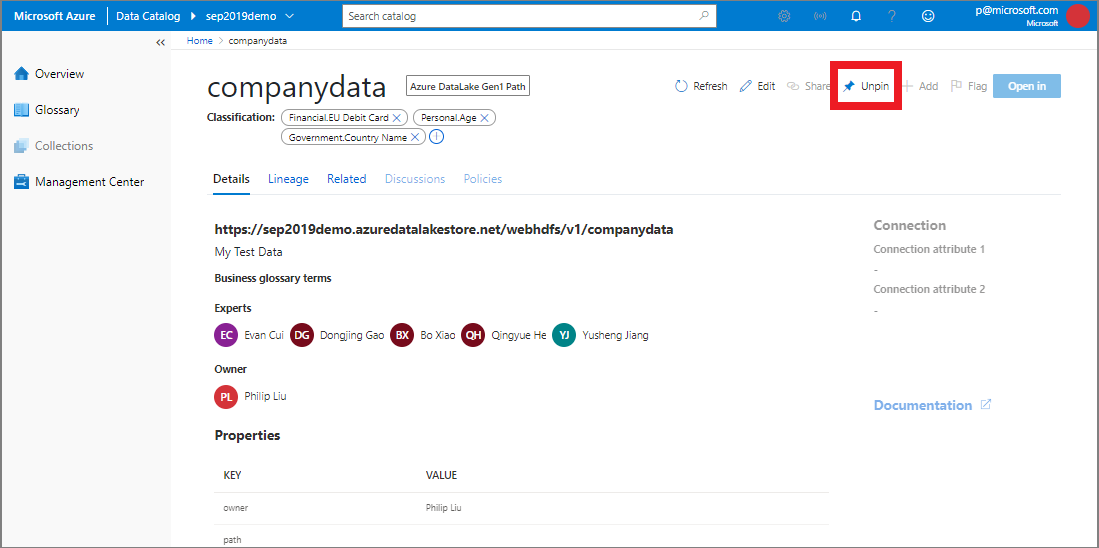 Microsoft Azure Data Catalog sep2019demo Search catalog p@microsoft.com
Microsoft
Home > companydata
Overview
Glossary
Collections
Management Center
companydata Azure DataLake Gen1 Path Refresh Edit Share Unpin Add Flag Open in
Classification: Financial.EU Debit Card Personal.Age
Government.Country Name
Details Lineage Related Discussions Policies
https://sep2019demo.azuredatalakestore.net/webhdfs/v1/companydata
My Test Data
Business glossary terms
Experts
EC Evan Cui DG Dongjing Gao BX Bo Xiao QH Qingyue He YJ Yusheng Jiang
Owner
PL Philip Liu
Properties
KEY VALUE
owner Philip Liu
path
Connection
Connection attribute 1
-
Connection attribute 2
-
Documentation